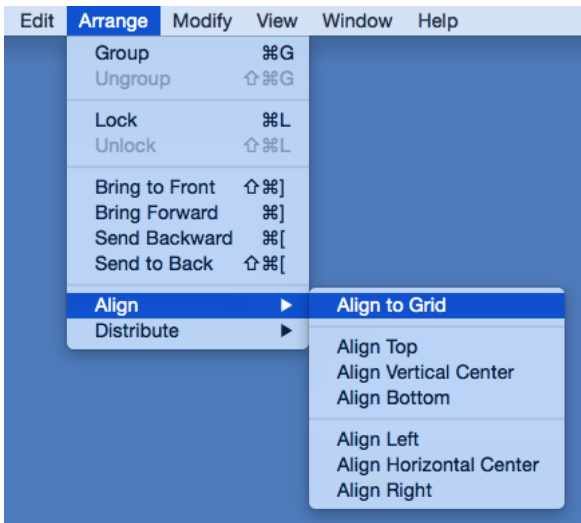 Edit Arrange Modify View Window Help
Group ⌘G
Ungroup ⇧⌘G
Lock ⌘L
Unlock ⇧⌘L
Bring to Front ⇧⌘]
Bring Forward ⌘]
Send Backward ⌘[
Send to Back ⇧⌘[
Align ▶
Distribute ▶
Align to Grid
Align Top
Align Vertical Center
Align Bottom
Align Left
Align Horizontal Center
Align Right